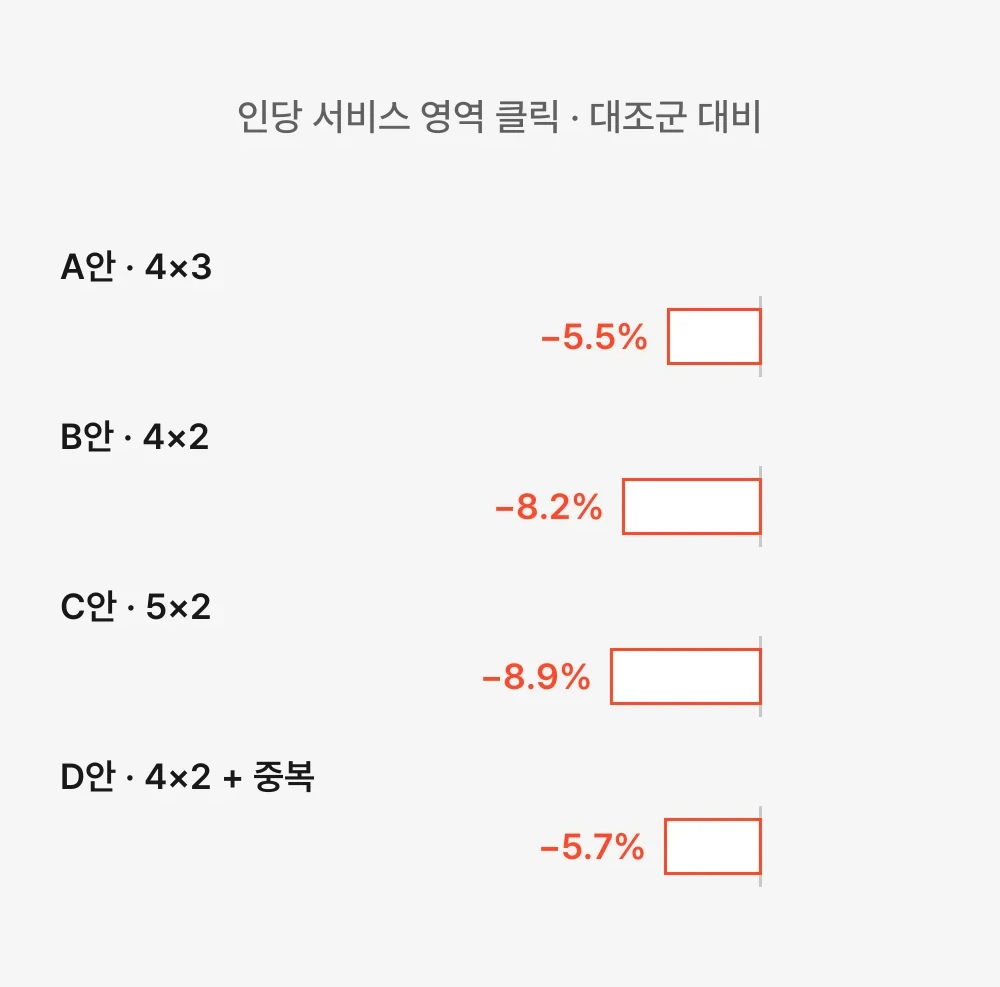 인당 서비스 영역 클릭 · 대조군 대비
A안 · 4×3
−5.5%
B안 · 4×2
−8.2%
C안 · 5×2
−8.9%
D안 · 4×2 + 중복
−5.7%